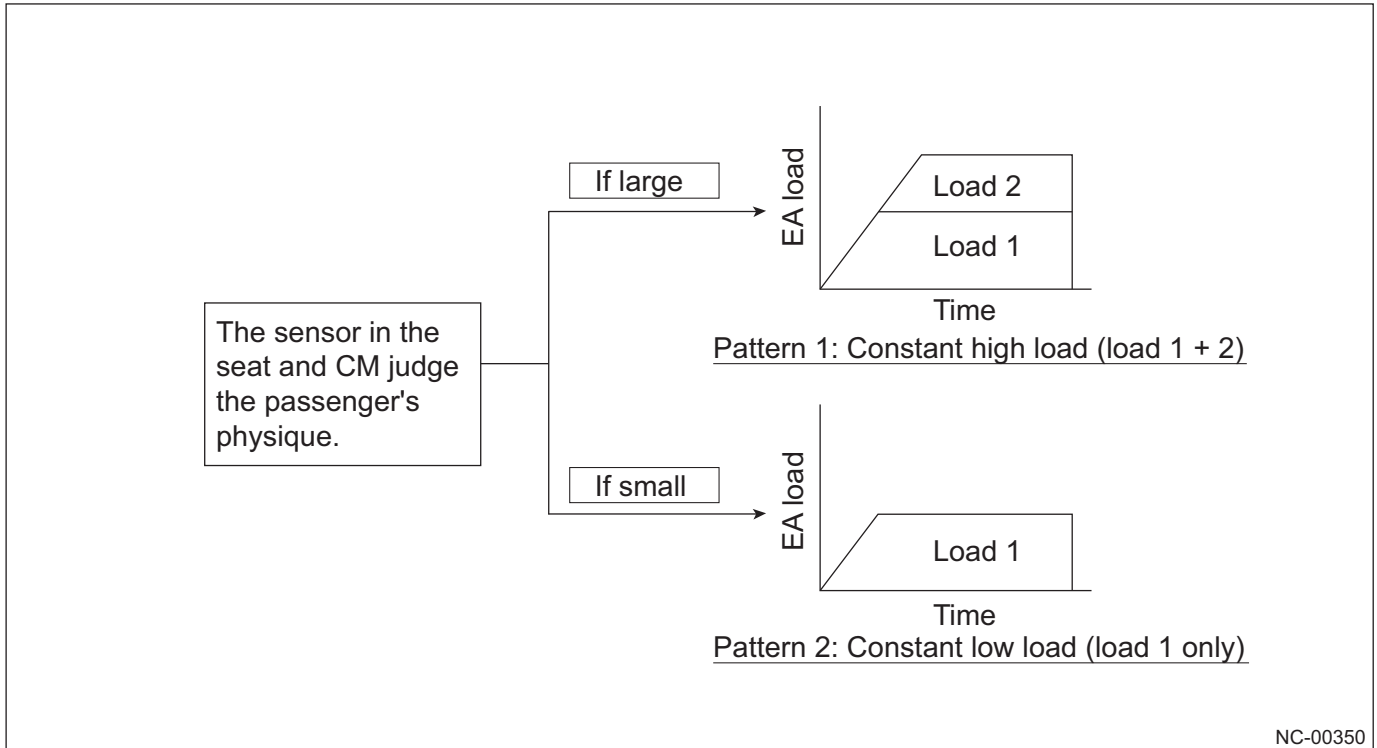 The sensor in the
seat and CM judge
the passenger's
physique.
If large
EA load
Load 2
Load 1
Time
Pattern 1: Constant high load (load 1 + 2)
If small
EA load
Load 1
Time
Pattern 2: Constant low load (load 1 only)
NC-00350